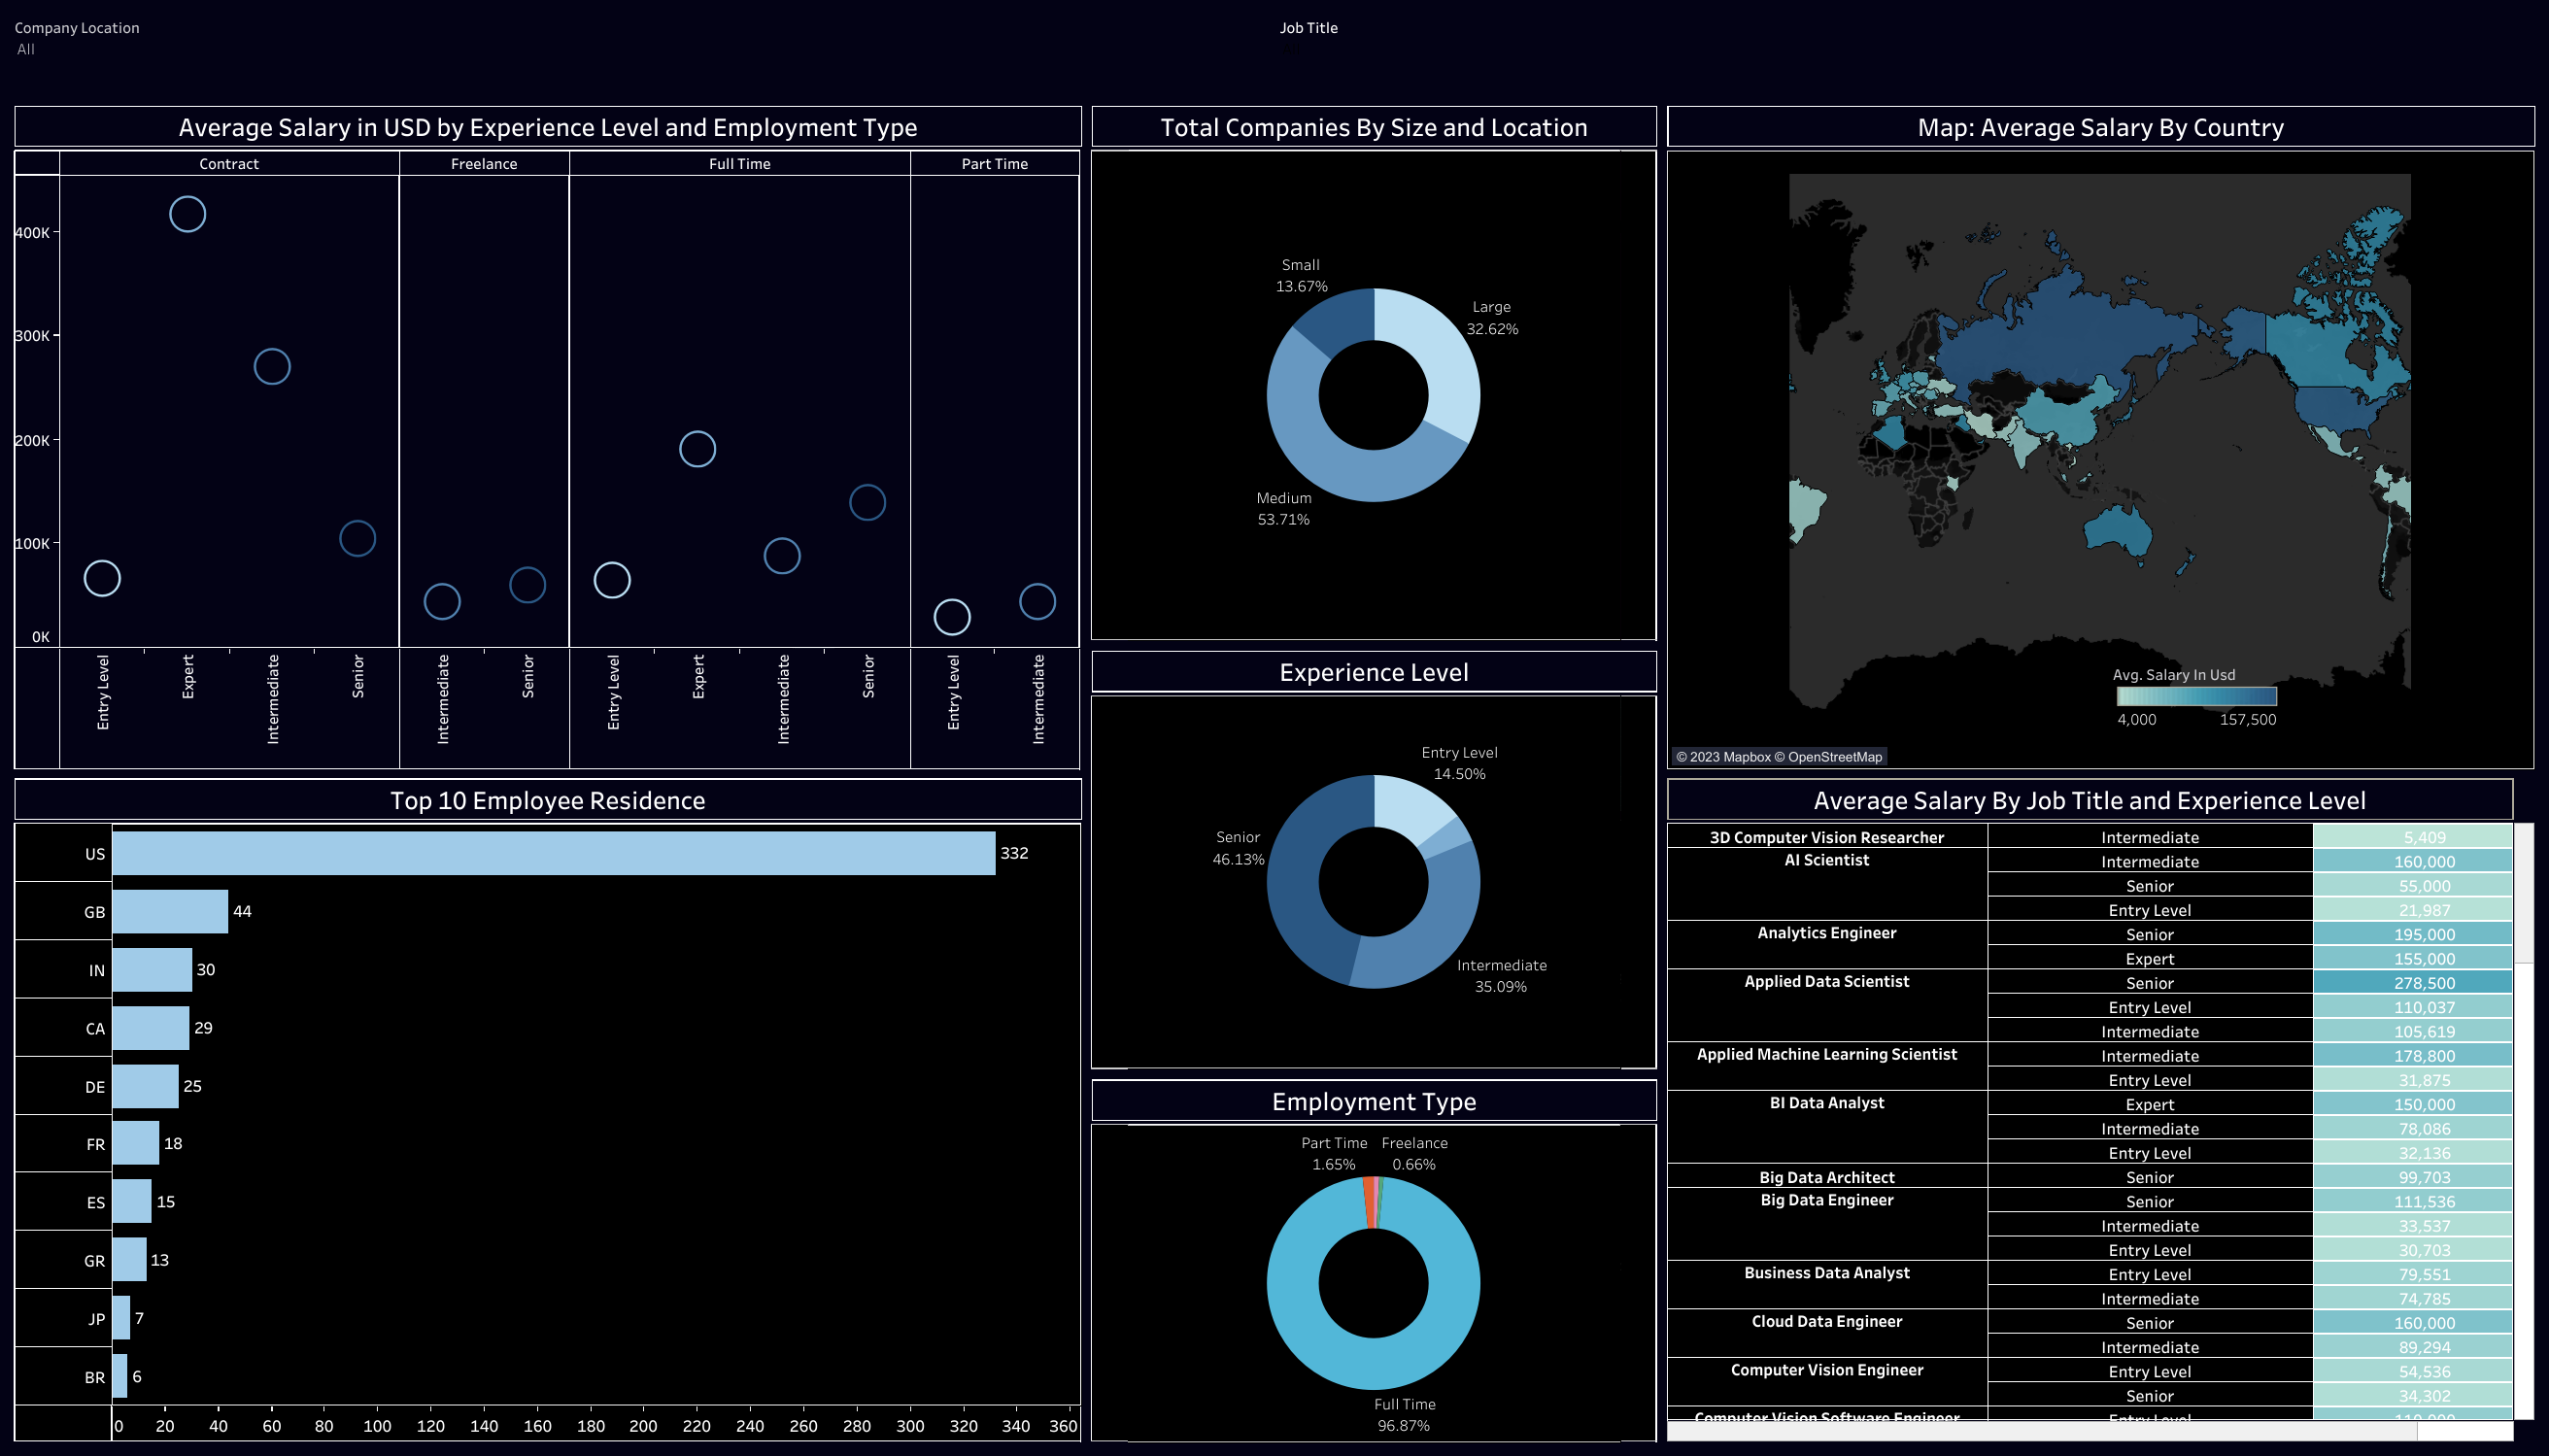 Company Location
All
Job Title
Average Salary in USD by Experience Level and Employment Type
Contract
Freelance
Full Time
Part Time
400K
300K
200K
100K
0K
Entry Level
Expert
Intermediate
Senior
Intermediate
Senior
Entry Level
Expert
Intermediate
Senior
Entry Level
Intermediate
Total Companies By Size and Location
Small
13.67%
Large
32.62%
Medium
53.71%
Map: Average Salary By Country
Avg. Salary In Usd
4,000 157,500
© 2023 Mapbox © OpenStreetMap
Experience Level
Entry Level
14.50%
Senior
46.13%
Intermediate
35.09%
Top 10 Employee Residence
US 332
GB 44
IN 30
CA 29
DE 25
FR 18
ES 15
GR 13
JP 7
BR 6
0 20 40 60 80 100 120 140 160 180 200 220 240 260 280 300 320 340 360
Employment Type
Part Time
1.65%
Freelance
0.66%
Full Time
96.87%
Average Salary By Job Title and Experience Level
3D Computer Vision Researcher Intermediate 5,409
AI Scientist Intermediate 160,000
Senior 55,000
Entry Level 21,987
Analytics Engineer Senior 195,000
Expert 155,000
Applied Data Scientist Senior 278,500
Entry Level 110,037
Intermediate 105,619
Applied Machine Learning Scientist Intermediate 178,800
Entry Level 31,875
BI Data Analyst Expert 150,000
Intermediate 78,086
Entry Level 32,136
Big Data Architect Senior 99,703
Big Data Engineer Senior 111,536
Intermediate 33,537
Entry Level 30,703
Business Data Analyst Entry Level 79,551
Intermediate 74,785
Cloud Data Engineer Senior 160,000
Intermediate 89,294
Computer Vision Engineer Entry Level 54,536
Senior 34,302
Computer Vision Software Engineer Entry Level